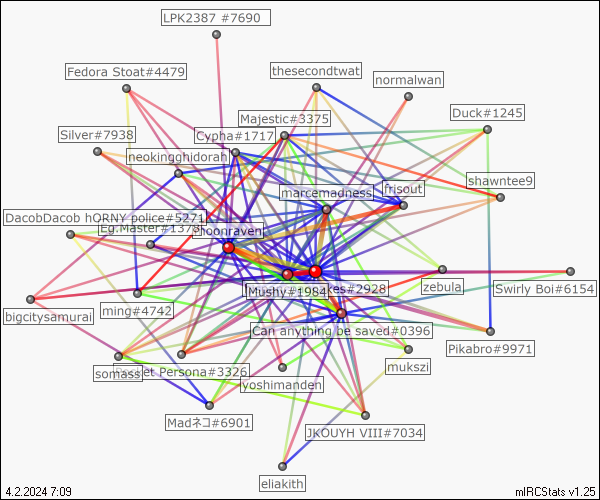 LPK2387 #7690
Fedora Stoat#4479
thesecondtwat
normalwan
Majestic#3375
Duck#1245
Silver#7938
Cypha#1717
neokingghidorah
marcemadness
frisout
shawntee9
DacobDacob hORNY police#5271
Eg.Master#1378
hoonraven
Mushy#1984
kes#2928
zebula
Swirly Boi#6154
bigcitysamurai
ming#4742
Can anything be saved#0396
Pikabro#9971
somass
et Persona#3326
mukszi
yoshimanden
Madネコ#6901
JKOUYH VIII#7034
eliakith
4.2.2024 7:09
mIRCStats v1.25